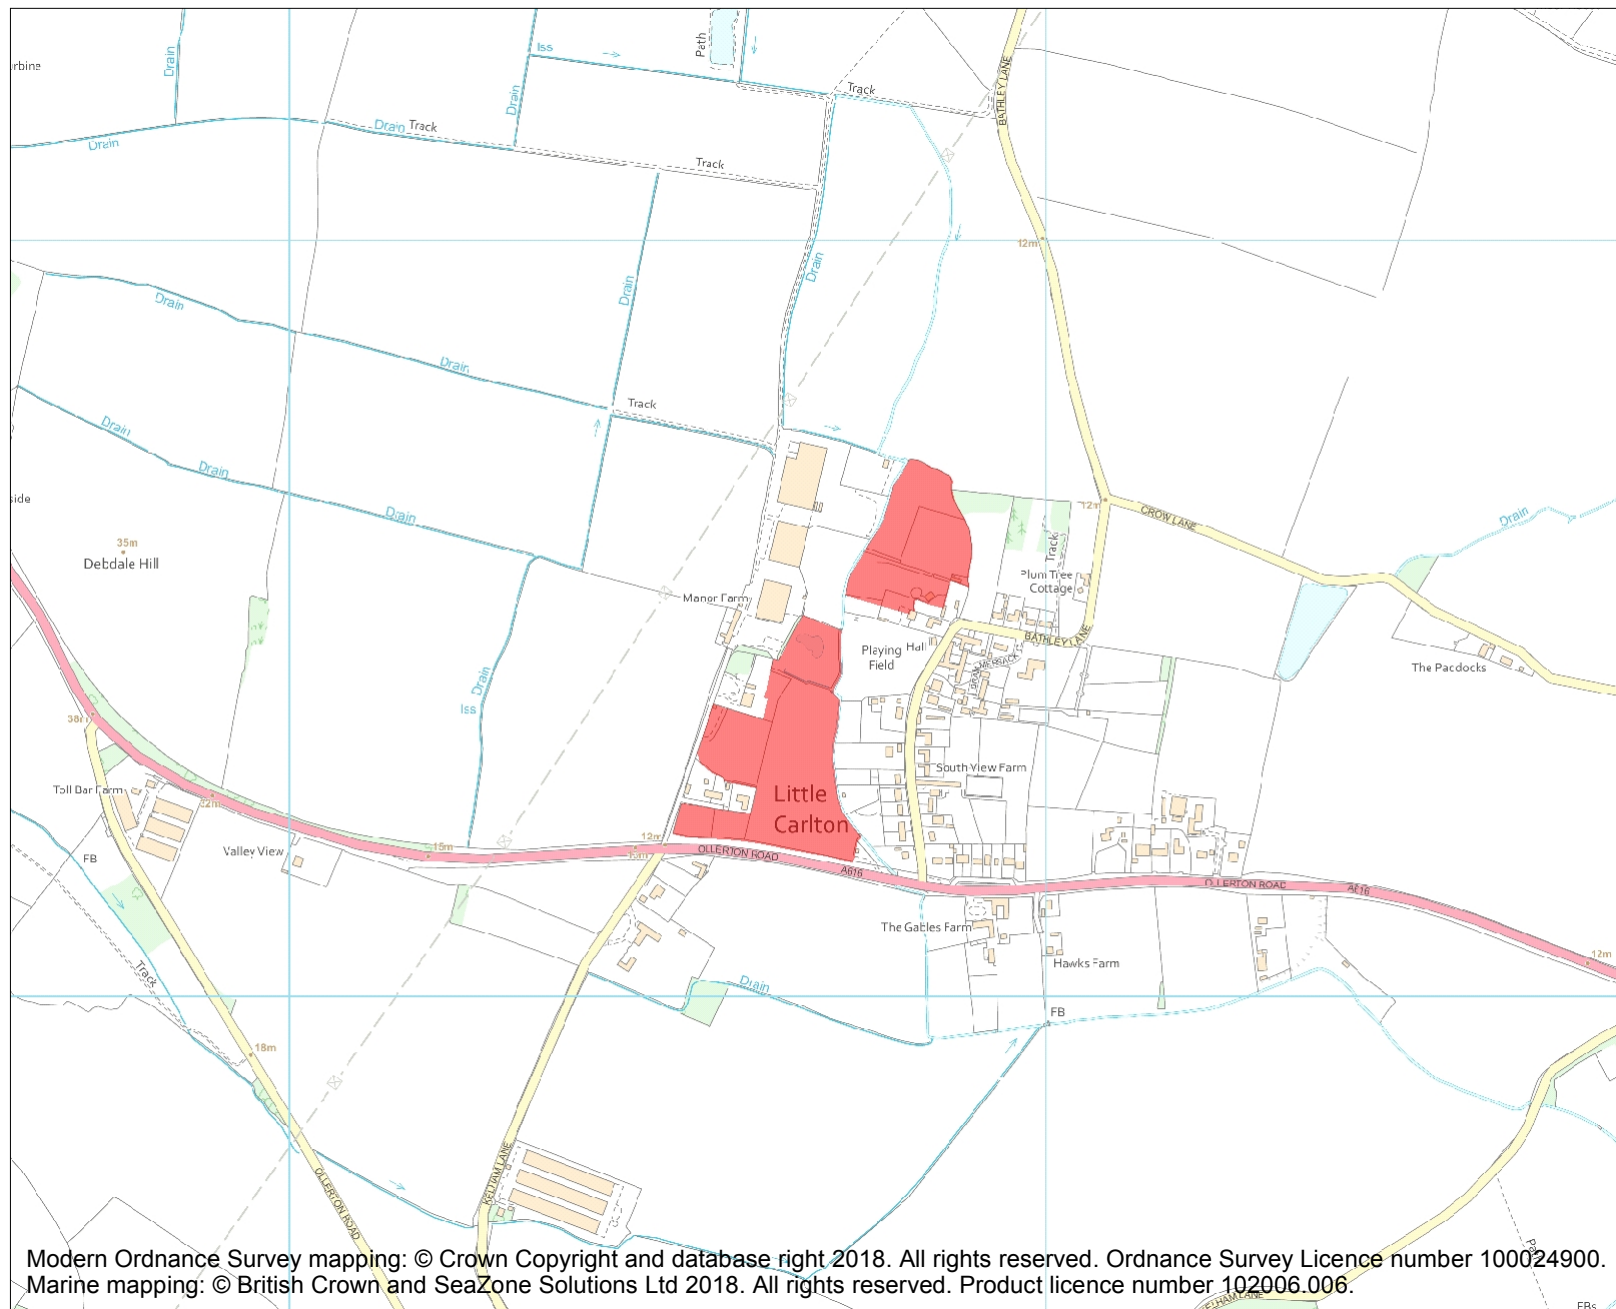 Iss
Path
Drain
rbine
Drain
BATHLEY LANE
Track
Drain
Track
Drain
Track
12m
Drain
Drain
Drain
Drain
Track
Drain
Drain
side
Drain
12m
CROW LANE
Drain
35m
Debdale Hill
Track
Plum Tree
Cottage
Manor Farm
BATHLEY LANE
Playing
Field
Hall
The Paddocks
Drain
Iss
38m
South View Farm
Toll Bar Farm
Little
Carlton
12m
15m
OLLERTON ROAD
Valley View
FB
A616
OLLERTON ROAD
A616
The Gables Farm
12m
Hawks Farm
Track
Drain
FB
18m
KELHAM LANE
OLLERTON ROAD
Path
Modern Ordnance Survey mapping: © Crown Copyright and database right 2018. All rights reserved. Ordnance Survey Licence number 100024900.
Marine mapping: © British Crown and SeaZone Solutions Ltd 2018. All rights reserved. Product licence number 102006.006.
FBs